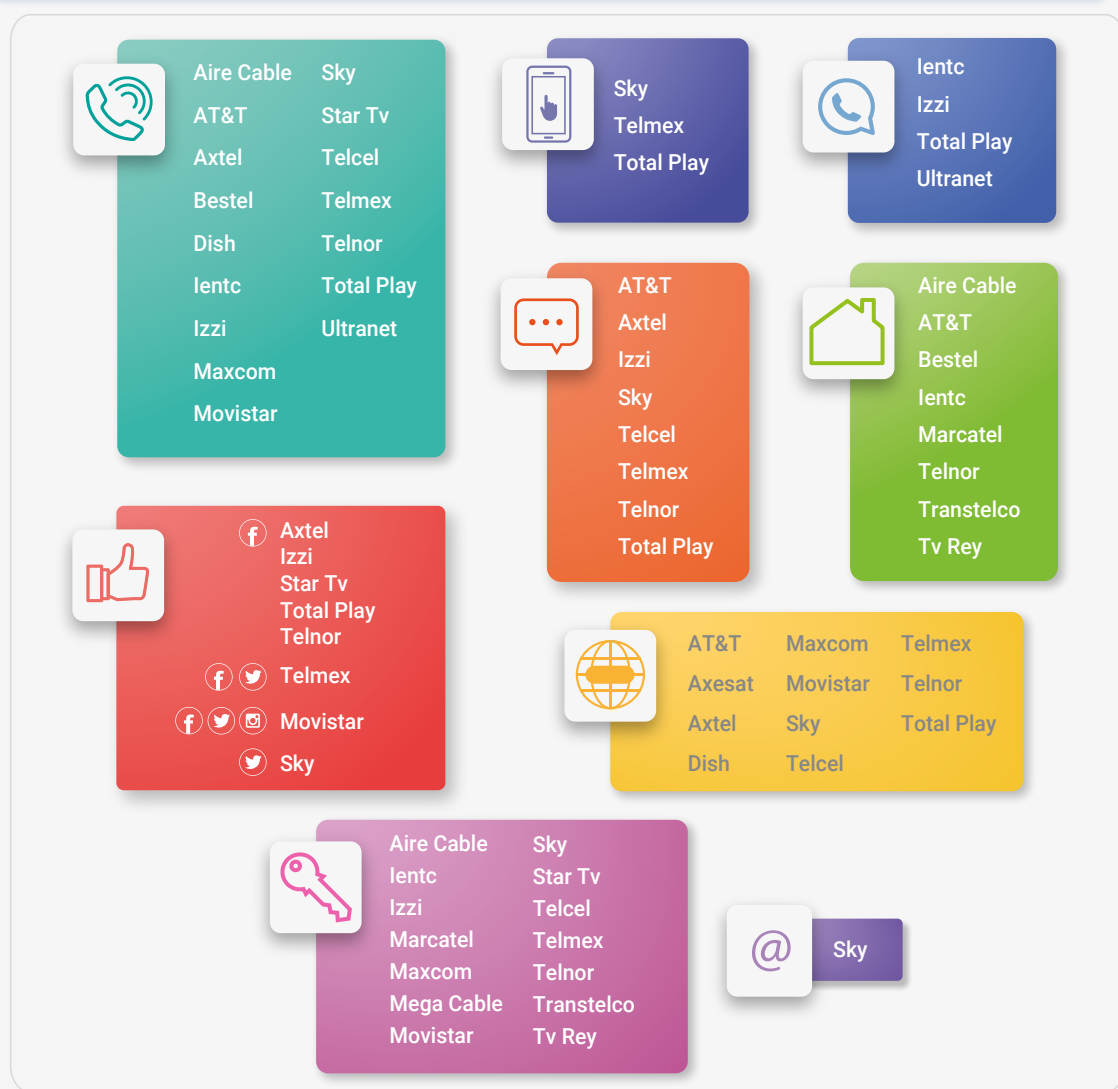 Aire Cable
AT&T
Axtel
Bestel
Dish
Ientc
Izzi
Maxcom
Movistar
Sky
Star Tv
Telcel
Telmex
Telnor
Total Play
Ultranet
Sky
Telmex
Total Play
Ientc
Izzi
Total Play
Ultranet
AT&T
Axtel
Izzi
Sky
Telcel
Telmex
Telnor
Total Play
Aire Cable
AT&T
Bestel
Ientc
Marcatel
Telnor
Transtelco
Tv Rey
Axtel
Izzi
Star Tv
Total Play
Telnor
Telmex
Movistar
Sky
AT&T
Axesat
Axtel
Dish
Maxcom
Movistar
Sky
Telcel
Telmex
Telnor
Total Play
Aire Cable
Ientc
Izzi
Marcatel
Maxcom
Mega Cable
Movistar
Sky
Star Tv
Telcel
Telmex
Telnor
Transtelco
Tv Rey
@
Sky